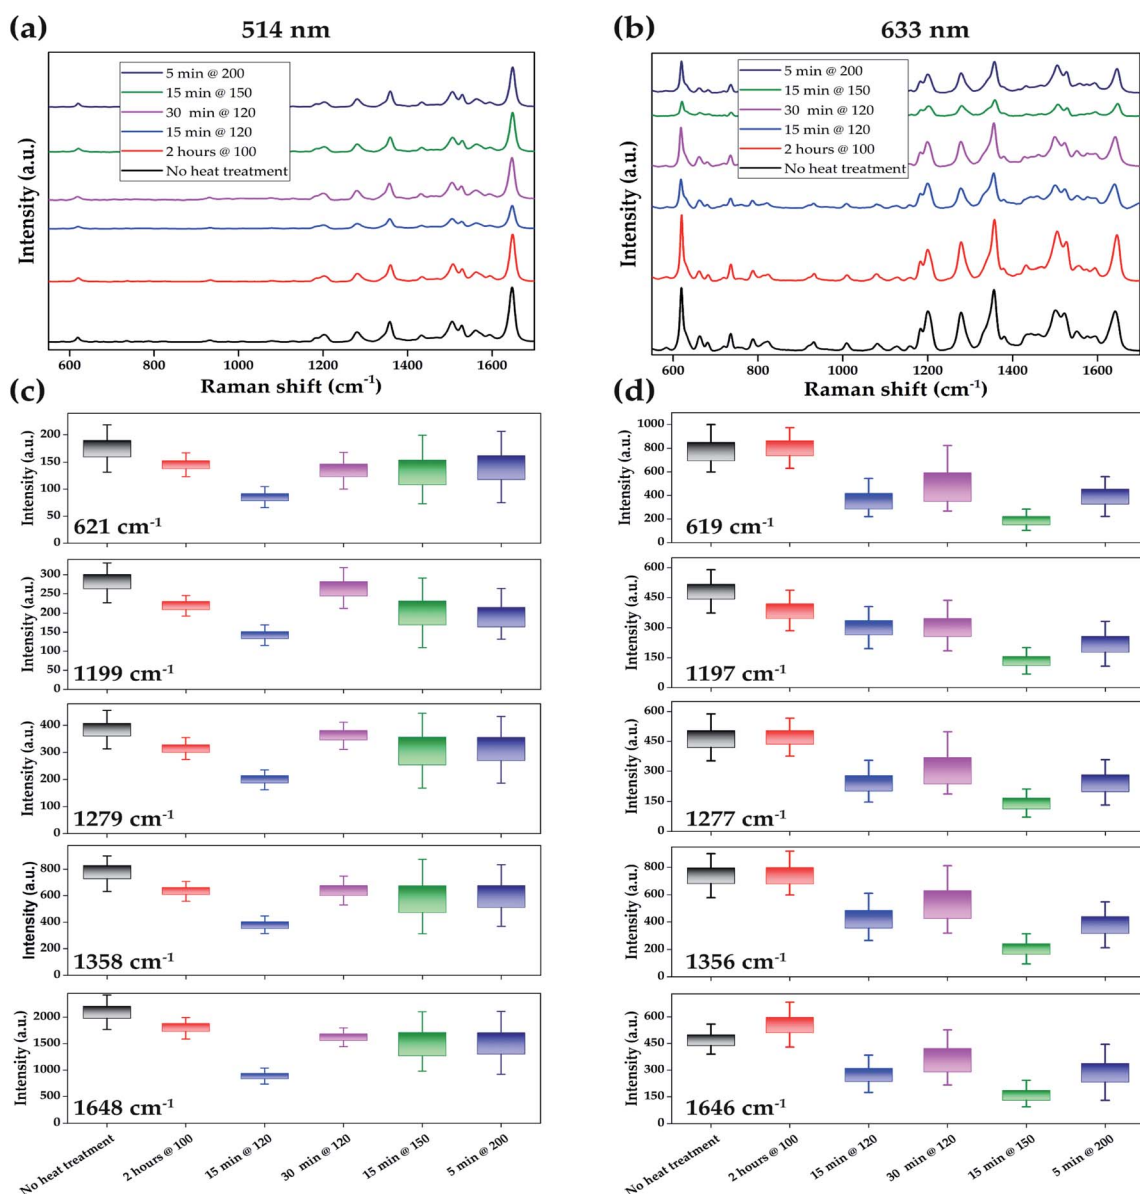 (a) 514 nm
5 min @ 200
15 min @ 150
30 min @ 120
15 min @ 120
2 hours @ 100
No heat treatment
Intensity (a.u.)
600 800 1000 1200 1400 1600
Raman shift (cm⁻¹)
(b) 633 nm
5 min @ 200
15 min @ 150
30 min @ 120
15 min @ 120
2 hours @ 100
No heat treatment
Intensity (a.u.)
600 800 1000 1200 1400 1600
Raman shift (cm⁻¹)
(c)
Intensity (a.u.)
200
150
100
50
0
621 cm⁻¹
Intensity (a.u.)
300
250
200
150
100
50
0
1199 cm⁻¹
Intensity (a.u.)
400
300
200
100
0
1279 cm⁻¹
Intensity (a.u.)
800
600
400
200
0
1358 cm⁻¹
Intensity (a.u.)
2000
1500
1000
500
0
1648 cm⁻¹
No heat treatment
2 hours @ 100
15 min @ 120
30 min @ 120
15 min @ 150
5 min @ 200
(d)
Intensity (a.u.)
1000
800
600
400
200
0
619 cm⁻¹
Intensity (a.u.)
600
450
300
150
0
1197 cm⁻¹
Intensity (a.u.)
600
450
300
150
0
1277 cm⁻¹
Intensity (a.u.)
800
600
400
200
0
1356 cm⁻¹
Intensity (a.u.)
600
450
300
150
0
1646 cm⁻¹
No heat treatment
2 hours @ 100
15 min @ 120
30 min @ 120
15 min @ 150
5 min @ 200